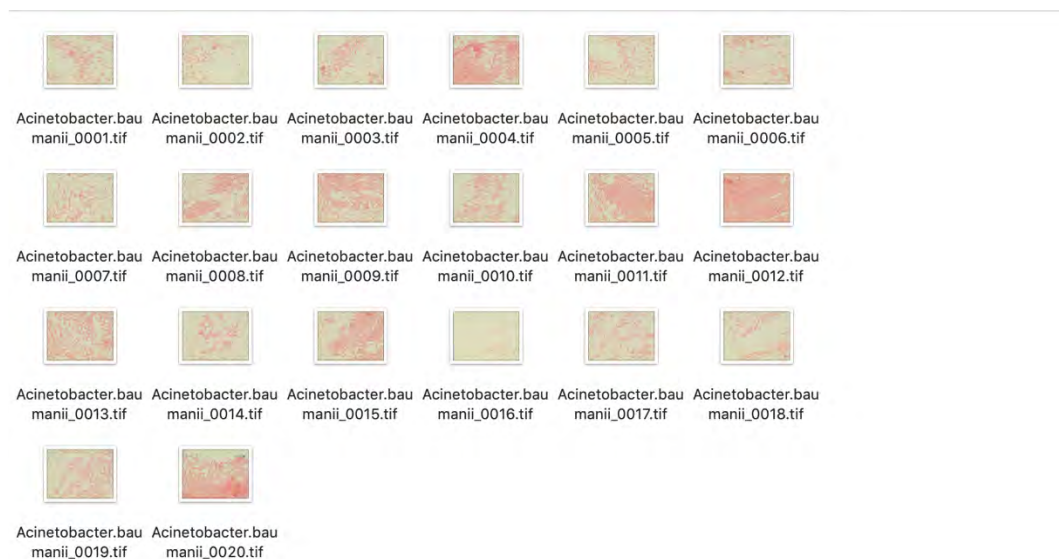 Acinetobacter.bau Acinetobacter.bau Acinetobacter.bau Acinetobacter.bau Acinetobacter.bau Acinetobacter.bau
manii_0001.tif manii_0002.tif manii_0003.tif manii_0004.tif manii_0005.tif manii_0006.tif
Acinetobacter.bau Acinetobacter.bau Acinetobacter.bau Acinetobacter.bau Acinetobacter.bau Acinetobacter.bau
manii_0007.tif manii_0008.tif manii_0009.tif manii_0010.tif manii_0011.tif manii_0012.tif
Acinetobacter.bau Acinetobacter.bau Acinetobacter.bau Acinetobacter.bau Acinetobacter.bau Acinetobacter.bau
manii_0013.tif manii_0014.tif manii_0015.tif manii_0016.tif manii_0017.tif manii_0018.tif
Acinetobacter.bau Acinetobacter.bau
manii_0019.tif manii_0020.tif